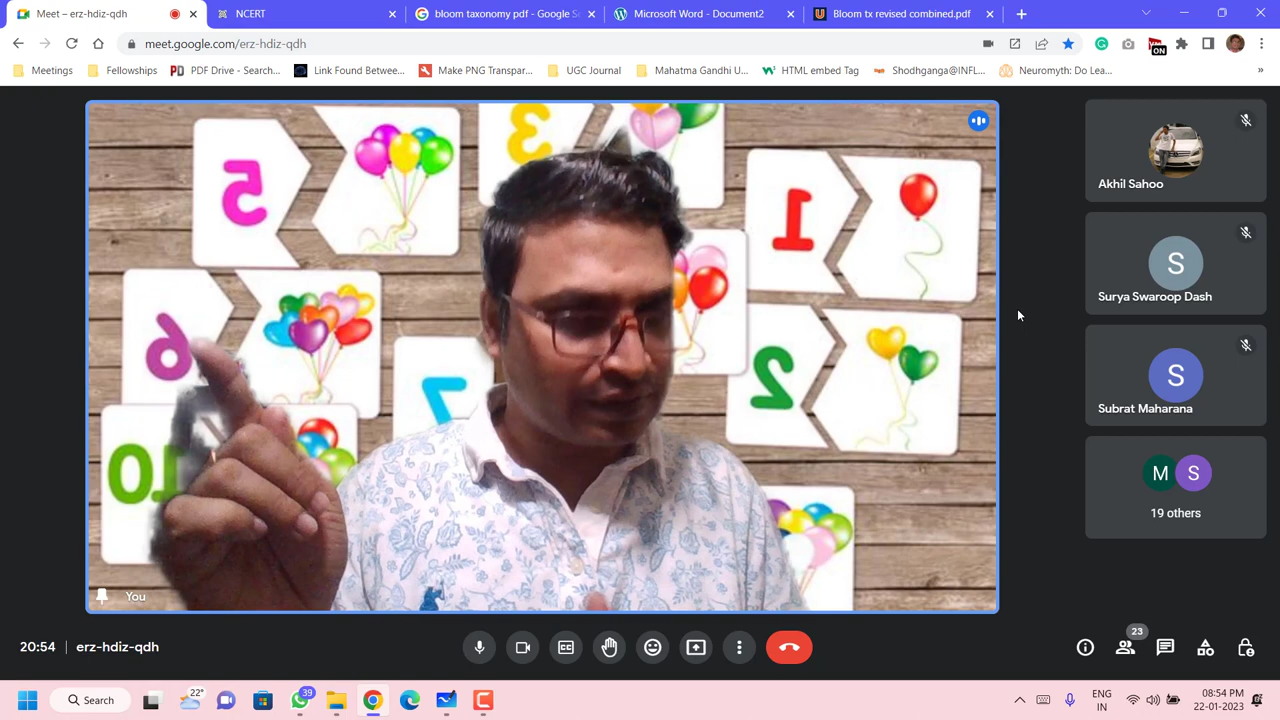 Meet – erz-hdiz-qdh
NCERT
bloom taxonomy pdf - Google Se
Microsoft Word - Document2
Bloom tx revised combined.pdf
meet.google.com/erz-hdiz-qdh
ON
Meetings
Fellowships
PD
PDF Drive - Search...
Link Found Betwee...
Make PNG Transpar...
UGC Journal
Mahatma Gandhi U...
HTML embed Tag
Shodhganga@INFL...
Neuromyth: Do Lea...
»
5
3
1
6
2
7
10
You
Akhil Sahoo
S
Surya Swaroop Dash
S
Subrat Maharana
M
S
19 others
20:54
erz-hdiz-qdh
CC
23
Search
22°
39
ENG
IN
08:54 PM
22-01-2023